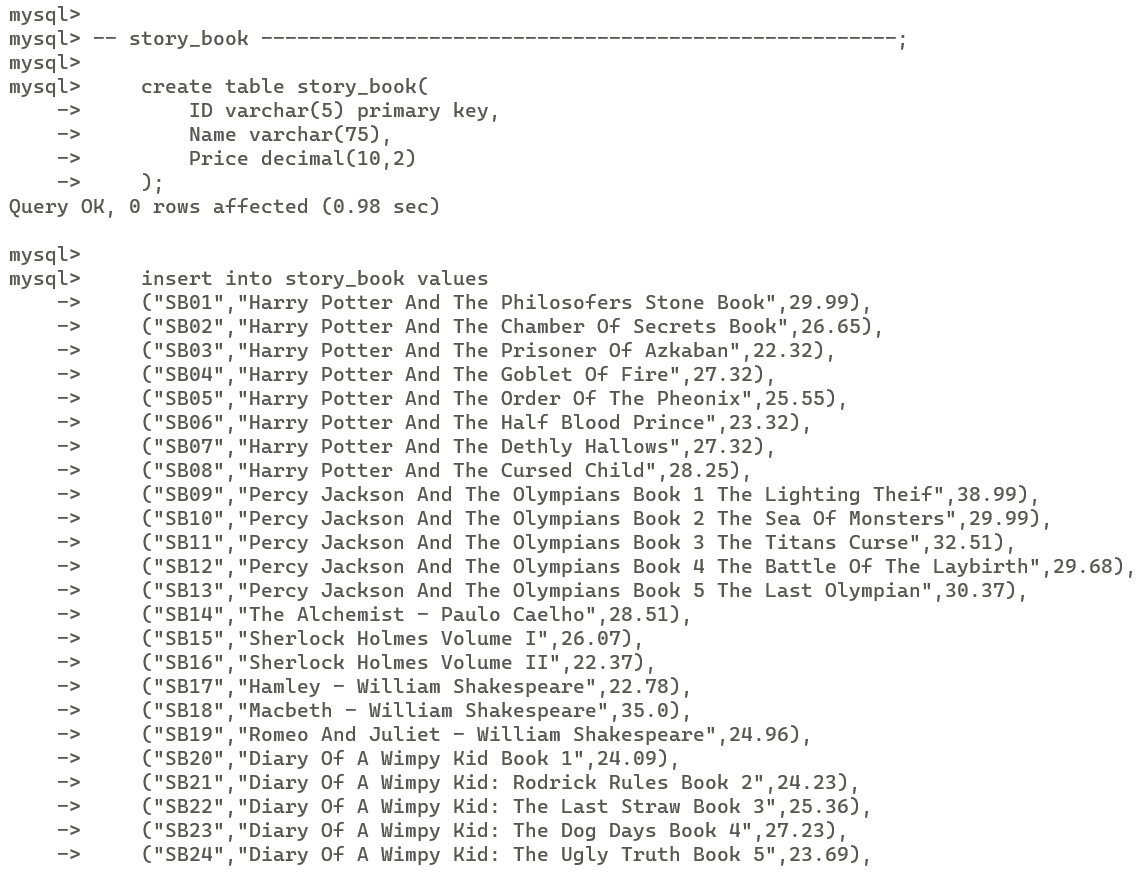 mysql>
mysql> -- story_book -----------------------------------------------------;
mysql>
mysql>     create table story_book(
    ->         ID varchar(5) primary key,
    ->         Name varchar(75),
    ->         Price decimal(10,2)
    ->     );
Query OK, 0 rows affected (0.98 sec)

mysql>
mysql>     insert into story_book values
    ->     ("SB01","Harry Potter And The Philosofers Stone Book",29.99),
    ->     ("SB02","Harry Potter And The Chamber Of Secrets Book",26.65),
    ->     ("SB03","Harry Potter And The Prisoner Of Azkaban",22.32),
    ->     ("SB04","Harry Potter And The Goblet Of Fire",27.32),
    ->     ("SB05","Harry Potter And The Order Of The Pheonix",25.55),
    ->     ("SB06","Harry Potter And The Half Blood Prince",23.32),
    ->     ("SB07","Harry Potter And The Dethly Hallows",27.32),
    ->     ("SB08","Harry Potter And The Cursed Child",28.25),
    ->     ("SB09","Percy Jackson And The Olympians Book 1 The Lighting Theif",38.99),
    ->     ("SB10","Percy Jackson And The Olympians Book 2 The Sea Of Monsters",29.99),
    ->     ("SB11","Percy Jackson And The Olympians Book 3 The Titans Curse",32.51),
    ->     ("SB12","Percy Jackson And The Olympians Book 4 The Battle Of The Laybirth",29.68),
    ->     ("SB13","Percy Jackson And The Olympians Book 5 The Last Olympian",30.37),
    ->     ("SB14","The Alchemist - Paulo Caelho",28.51),
    ->     ("SB15","Sherlock Holmes Volume I",26.07),
    ->     ("SB16","Sherlock Holmes Volume II",22.37),
    ->     ("SB17","Hamley - William Shakespeare",22.78),
    ->     ("SB18","Macbeth - William Shakespeare",35.0),
    ->     ("SB19","Romeo And Juliet - William Shakespeare",24.96),
    ->     ("SB20","Diary Of A Wimpy Kid Book 1",24.09),
    ->     ("SB21","Diary Of A Wimpy Kid: Rodrick Rules Book 2",24.23),
    ->     ("SB22","Diary Of A Wimpy Kid: The Last Straw Book 3",25.36),
    ->     ("SB23","Diary Of A Wimpy Kid: The Dog Days Book 4",27.23),
    ->     ("SB24","Diary Of A Wimpy Kid: The Ugly Truth Book 5",23.69),